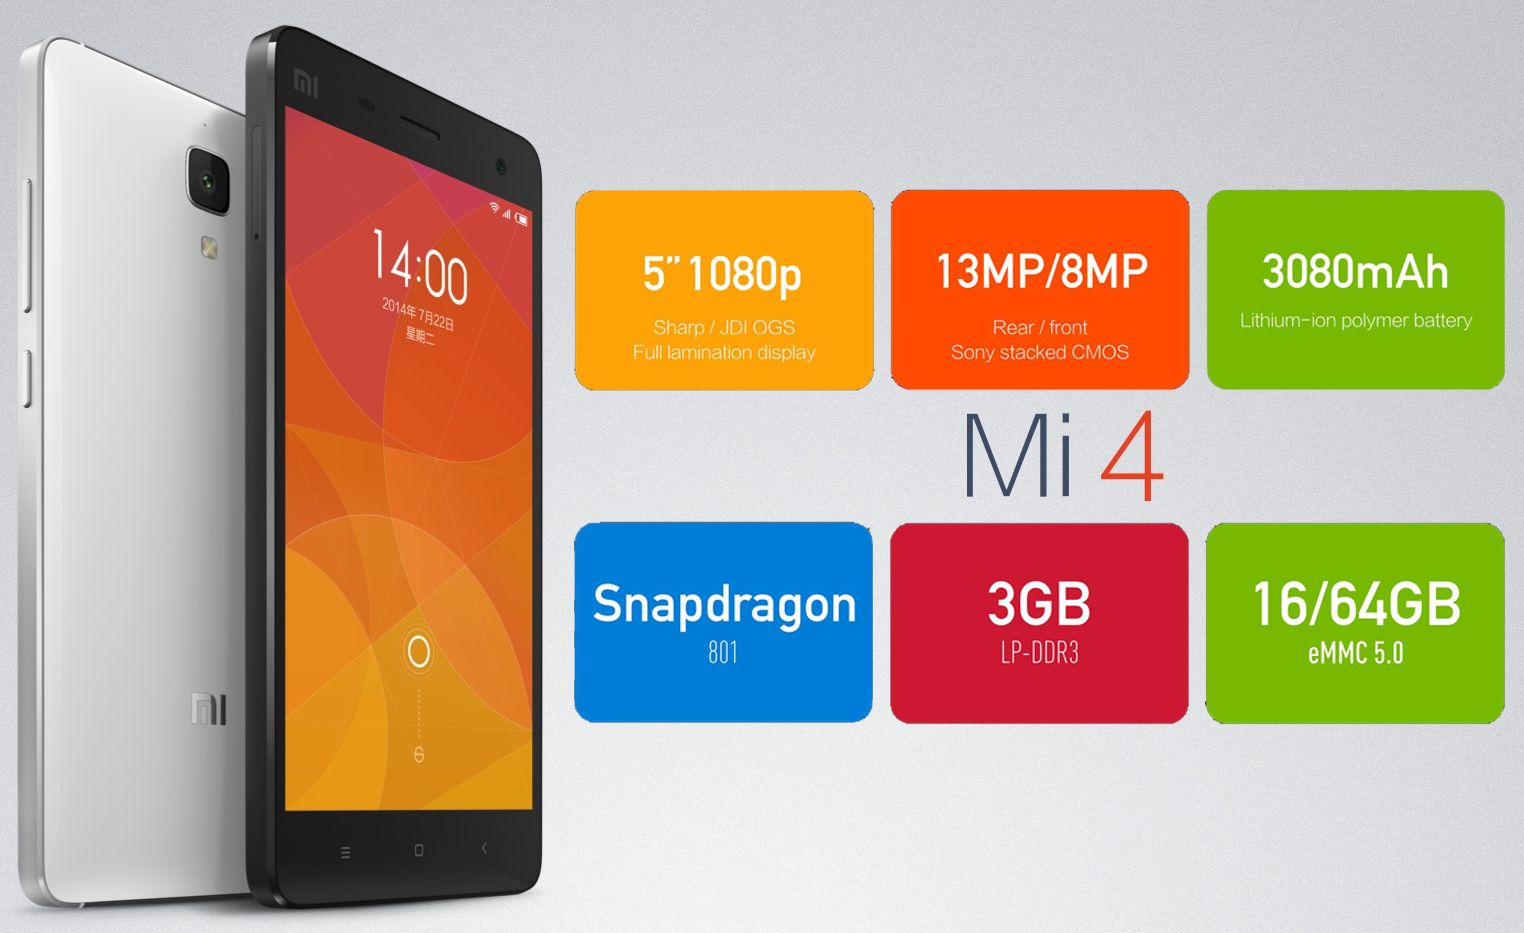 MI
14:00
2014年 7月22日
星期二
MI
5" 1080p
Sharp / JDI OGS
Full lamination display
13MP/8MP
Rear / front
Sony stacked CMOS
3080mAh
Lithium-ion polymer battery
Mi 4
Snapdragon
801
3GB
LP-DDR3
16/64GB
eMMC 5.0